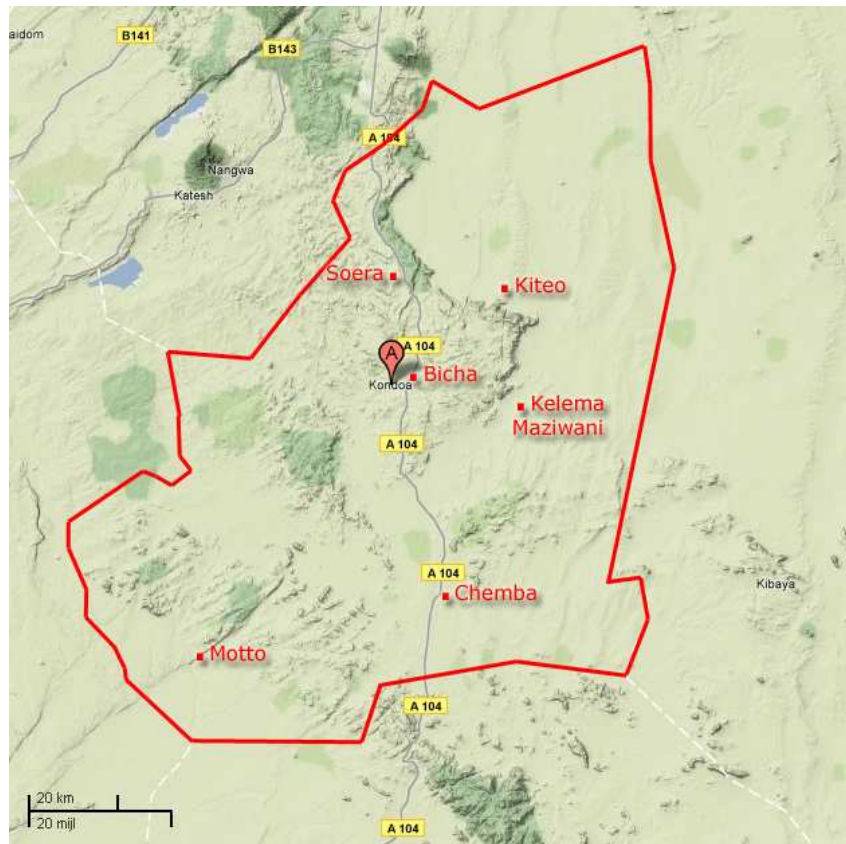 aidom
B141
B143
A 104
Nangwa
Katesh
Soera
Kiteo
A 104
A
Kondoa
Bicha
Kelema
Maziwani
A 104
A 104
Kibaya
Chemba
Motto
A 104
20 km
20 mijl
A 104